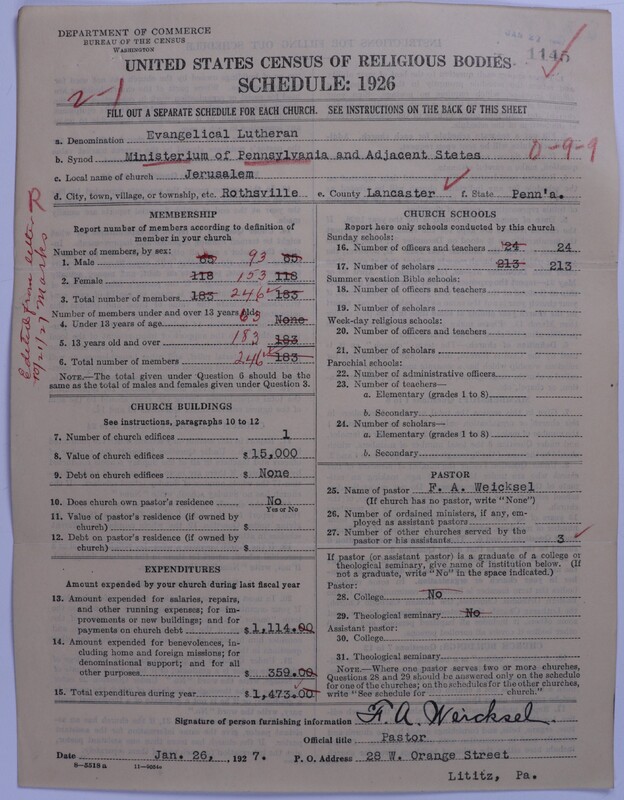 DEPARTMENT OF COMMERCE
BUREAU OF THE CENSUS
WASHINGTON
1145
UNITED STATES CENSUS OF RELIGIOUS BODIES
SCHEDULE: 1926
2-1
FILL OUT A SEPARATE SCHEDULE FOR EACH CHURCH. SEE INSTRUCTIONS ON THE BACK OF THIS SHEET
a. Denomination Evangelical Lutheran
b. Synod Ministerium of Pennsylvania and Adjacent States 0-9-9
c. Local name of church Jerusalem
d. City, town, village, or township, etc. Rothsville e. County Lancaster f. State Penn'a.
Edited from letter
10/21/27 Marks
MEMBERSHIP
Report number of members according to definition of
member in your church
Number of members, by sex:
1. Male 65 93 65
2. Female 118 153 118
3. Total number of members 183 246 183
Number of members under and over 13 years old:
4. Under 13 years of age 63 None
5. 13 years old and over 183 183
6. Total number of members 246 183
NOTE.—The total given under Question 6 should be the
same as the total of males and females given under Question 3.
CHURCH BUILDINGS
See instructions, paragraphs 10 to 12
7. Number of church edifices 1
8. Value of church edifices $ 15,000
9. Debt on church edifices $ None
10. Does church own pastor's residence No
Yes or No
11. Value of pastor's residence (if owned by
church) $
12. Debt on pastor's residence (if owned by
church) $
EXPENDITURES
Amount expended by your church during last fiscal year
13. Amount expended for salaries, repairs,
and other running expenses; for im-
provements or new buildings; and for
payments on church debt $ 1,114.00
14. Amount expended for benevolences, in-
cluding home and foreign missions; for
denominational support; and for all
other purposes $ 359.00
15. Total expenditures during year $ 1,473.00
CHURCH SCHOOLS
Report here only schools conducted by this church
Sunday schools:
16. Number of officers and teachers 24 24
17. Number of scholars 213 213
Summer vacation Bible schools:
18. Number of officers and teachers
19. Number of scholars
Week-day religious schools:
20. Number of officers and teachers
21. Number of scholars
Parochial schools:
22. Number of administrative officers
23. Number of teachers—
a. Elementary (grades 1 to 8)
b. Secondary
24. Number of scholars—
a. Elementary (grades 1 to 8)
b. Secondary
PASTOR
25. Name of pastor F. A. Weicksel
(If church has no pastor, write "None")
26. Number of ordained ministers, if any, em-
ployed as assistant pastors
27. Number of other churches served by the
pastor or his assistants 3
If pastor (or assistant pastor) is a graduate of a college or
theological seminary, give name of institution below. (If
not a graduate, write "No" in the space indicated.)
Pastor:
28. College No
29. Theological seminary No
Assistant pastor:
30. College
31. Theological seminary
NOTE.—Where one pastor serves two or more churches,
Questions 28 and 29 should be answered only on the schedule
for one of the churches; on the schedules for the other churches,
write "See schedule for church."
Signature of person furnishing information F. A. Weicksel
Official title Pastor
Date Jan. 26, 1927. P. O. Address 28 W. Orange Street
8-5518a Lititz, Pa.